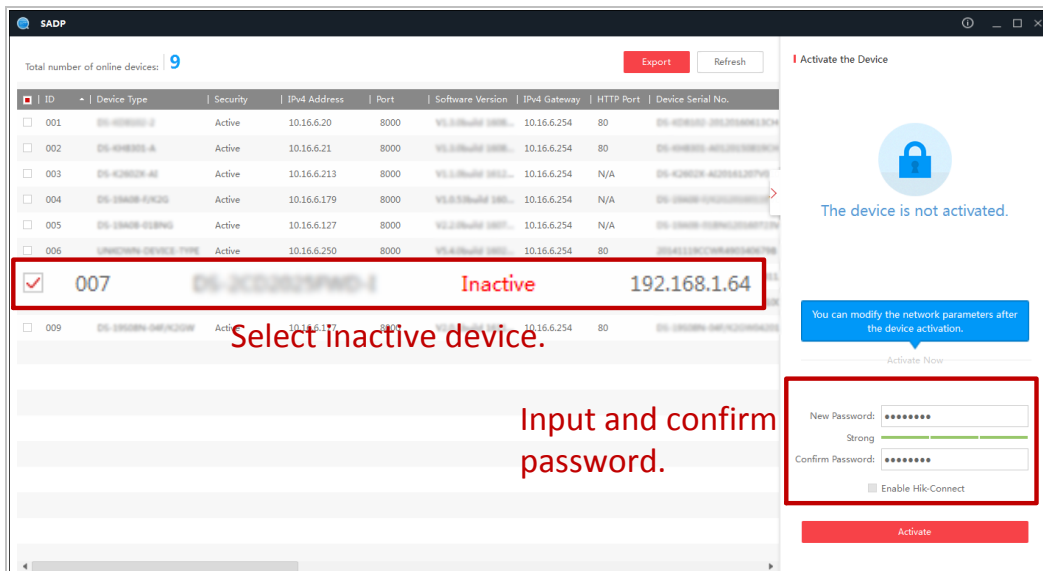 SADP
Total number of online devices: 9
Export
Refresh
ID | Device Type | Security | IPv4 Address | Port | Software Version | IPv4 Gateway | HTTP Port | Device Serial No.
001 Active 10.16.6.20 8000 10.16.6.254 80
002 Active 10.16.6.21 8000 10.16.6.254 80
003 Active 10.16.6.213 8000 10.16.6.254 N/A
004 Active 10.16.6.179 8000 10.16.6.254 N/A
005 Active 10.16.6.127 8000 10.16.6.254 N/A
006 UNKOWN-DEVICE-TYPE Active 10.16.6.250 8000 10.16.6.254 80
007 Inactive 192.168.1.64
009 Active 8000 10.16.6.254 80
Select inactive device.
Input and confirm
password.
Activate the Device
The device is not activated.
You can modify the network parameters after
the device activation.
Activate Now
New Password: ●●●●●●●●
Strong
Confirm Password: ●●●●●●●●
Enable Hik-Connect
Activate